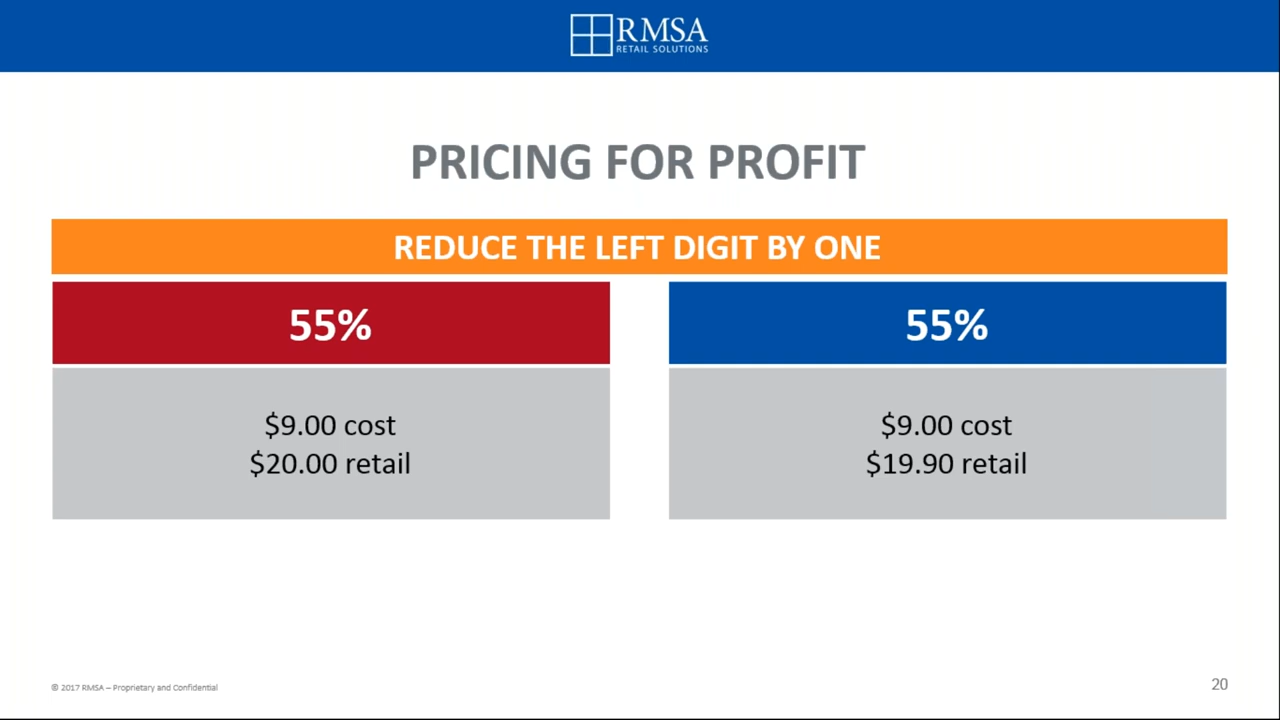 RMSA
RETAIL SOLUTIONS
PRICING FOR PROFIT
REDUCE THE LEFT DIGIT BY ONE
55%
$9.00 cost
$20.00 retail
55%
$9.00 cost
$19.90 retail
© 2017 RMSA – Proprietary and Confidential
20